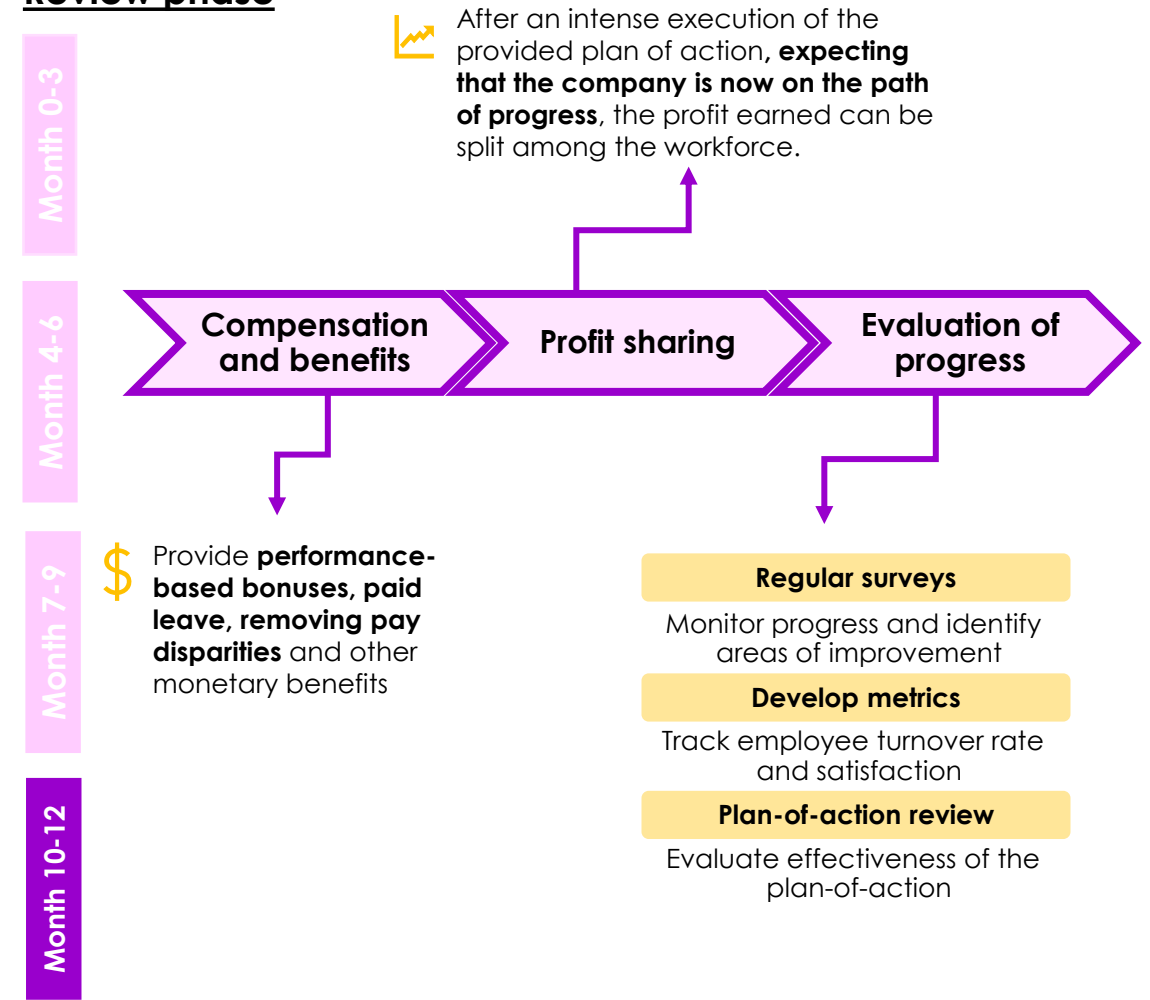 Review phase
After an intense execution of the
provided plan of action, expecting
that the company is now on the path
of progress, the profit earned can be
split among the workforce.
Month 0-3
Month 4-6
Month 7-9
Month 10-12
Compensation
and benefits
Profit sharing
Evaluation of
progress
$
Provide performance-
based bonuses, paid
leave, removing pay
disparities and other
monetary benefits
Regular surveys
Monitor progress and identify
areas of improvement
Develop metrics
Track employee turnover rate
and satisfaction
Plan-of-action review
Evaluate effectiveness of the
plan-of-action